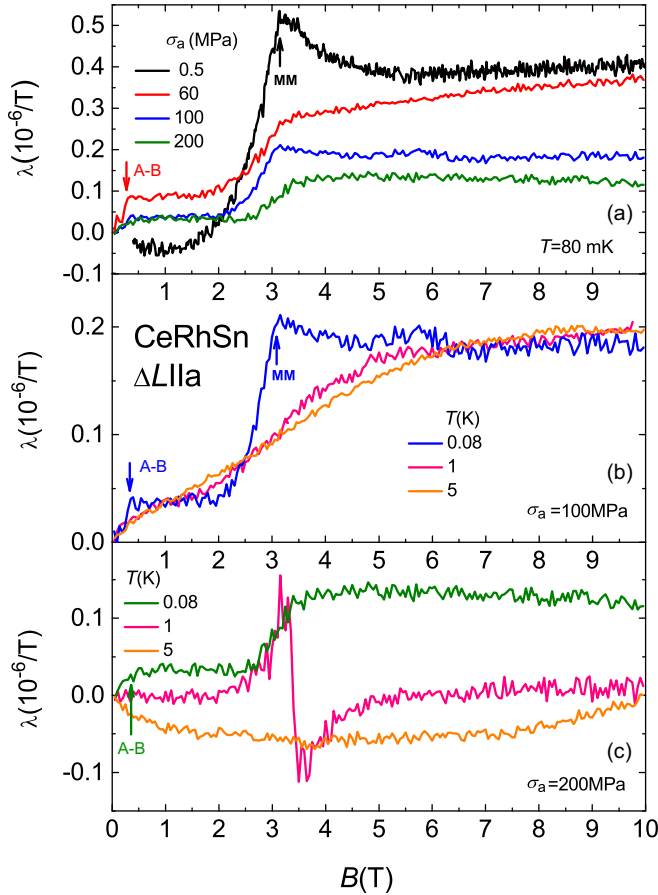 (a)
σa (MPa)
0.5
60
100
200
MM
A-B
T=80 mK
λ(10-6/T)
0.5
0.4
0.3
0.2
0.1
0.0
-0.1
0 1 2 3 4 5 6 7 8 9
(b)
CeRhSn
ΔLIIa
MM
A-B
T(K)
0.08
1
5
σa =100MPa
λ(10-6/T)
0.2
0.1
0.0
1 2 3 4 5 6 7 8 9
(c)
T(K)
0.08
1
5
A-B
σa =200MPa
λ(10-6/T)
0.1
0.0
-0.1
0 1 2 3 4 5 6 7 8 9 10
B(T)